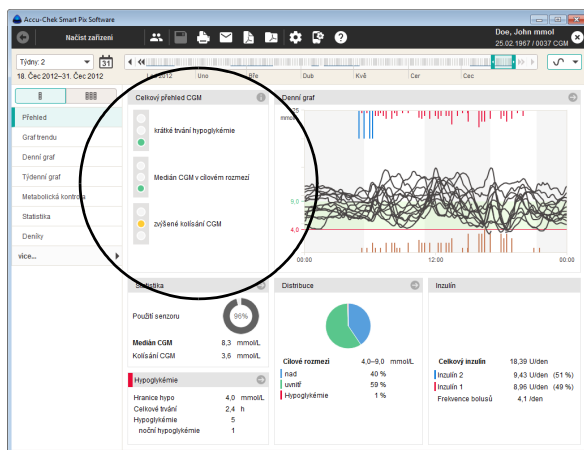 Accu-Chek Smart Pix Software
Načíst zařízení
Doe, John mmol
25.02.1967 / 0037 CGM
Týdny: 2
31
18. Čec 2012–31. Čec 2012
Úno
Bře
Dub
Kvě
Čer
Čec
Přehled
Graf trendu
Denní graf
Týdenní graf
Metabolická kontrola
Statistika
Deníky
více...
Celkový přehled CGM
krátké trvání hypoglykémie
Medián CGM v cílovém rozmezí
zvýšené kolísání CGM
Denní graf
25
mmol/L
9,0
4,0
00:00
12:00
00:00
Statistika
Použití senzoru
96%
Medián CGM 8,3 mmol/L
Kolísání CGM 3,6 mmol/L
Hypoglykémie
Hranice hypo 4,0 mmol/L
Celkové trvání 2,4 h
Hypoglykémie 5
noční hypoglykémie 1
Distribuce
Cílové rozmezí 4,0–9,0 mmol/L
nad 40 %
uvnitř 59 %
Hypoglykémie 1 %
Inzulín
Celkový inzulín 18,39 U/den
Inzulín 2 9,43 U/den (51 %)
Inzulín 1 8,96 U/den (49 %)
Frekvence bolusů 4,1 /den